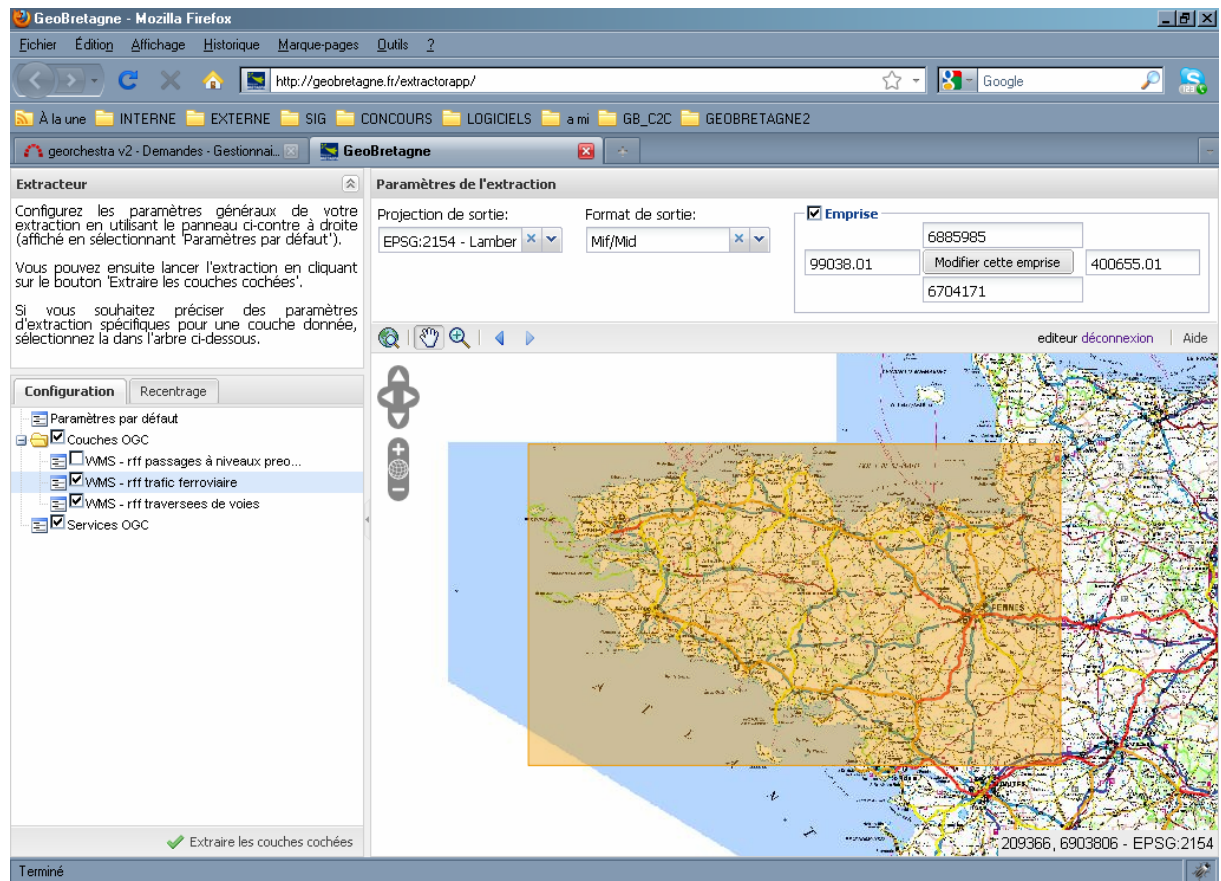 GeoBretagne - Mozilla Firefox
Fichier Édition Affichage Historique Marque-pages Outils ?
http://geobretagne.fr/extractorapp/
Google
À la une INTERNE EXTERNE SIG CONCOURS LOGICIELS a mi GB_C2C GEOBRETAGNE2
georchestra v2 - Demandes - Gestionnai... GeoBretagne
Extracteur
Configurez les paramètres généraux de votre
extraction en utilisant le panneau ci-contre à droite
(affiché en sélectionnant 'Paramètres par défaut').
Vous pouvez ensuite lancer l'extraction en cliquant
sur le bouton 'Extraire les couches cochées'.
Si vous souhaitez préciser des paramètres
d'extraction spécifiques pour une couche donnée,
sélectionnez la dans l'arbre ci-dessous.
Configuration Recentrage
Paramètres par défaut
Couches OGC
WMS - rff passages à niveaux preo...
WMS - rff trafic ferroviaire
WMS - rff traversees de voies
Services OGC
Extraire les couches cochées
Paramètres de l'extraction
Projection de sortie: Format de sortie:
EPSG:2154 - Lamber Mif/Mid
Emprise
6885985
99038.01 Modifier cette emprise 400655.01
6704171
editeur déconnexion Aide
RENNES
209366, 6903806 - EPSG:2154
Terminé